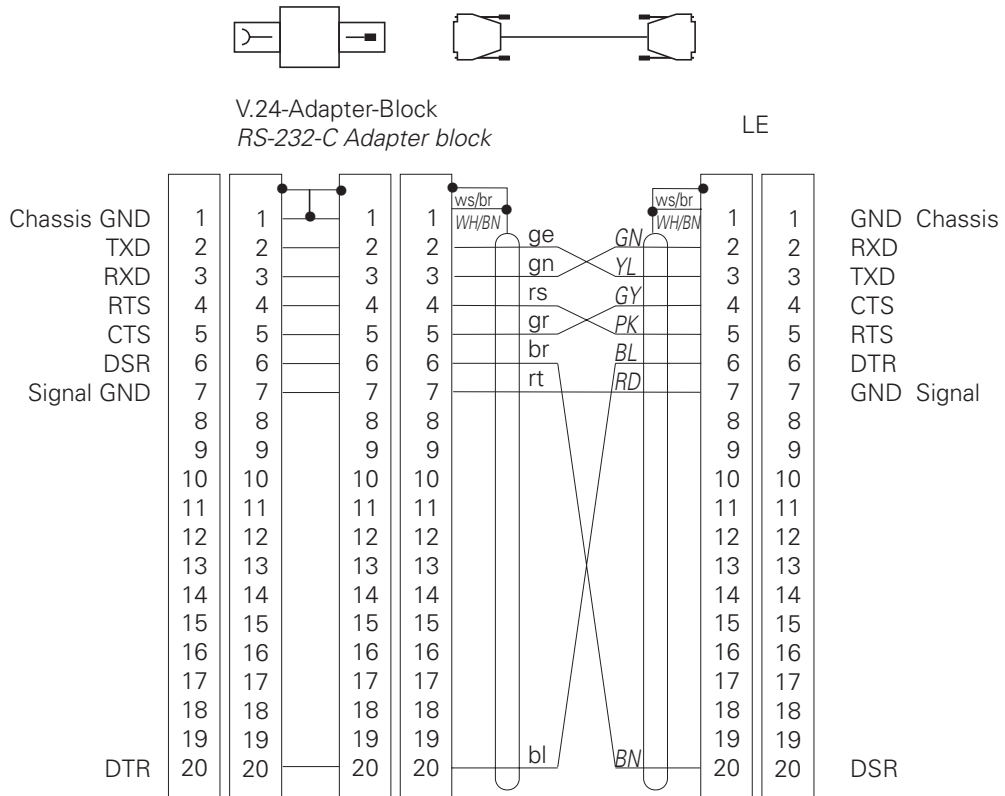 V.24-Adapter-Block
RS-232-C Adapter block
LE
ws/br ws/br
Chassis GND 1 1 1 1 WH/BN WH/BN 1 1 GND Chassis
TXD 2 2 2 2 ge GN 2 2 RXD
RXD 3 3 3 3 gn YL 3 3 TXD
RTS 4 4 4 4 rs GY 4 4 CTS
CTS 5 5 5 5 gr PK 5 5 RTS
DSR 6 6 6 6 br BL 6 6 DTR
Signal GND 7 7 7 7 rt RD 7 7 GND Signal
8 8 8 8 8 8
9 9 9 9 9 9
10 10 10 10 10 10
11 11 11 11 11 11
12 12 12 12 12 12
13 13 13 13 13 13
14 14 14 14 14 14
15 15 15 15 15 15
16 16 16 16 16 16
17 17 17 17 17 17
18 18 18 18 18 18
19 19 19 19 19 19
DTR 20 20 20 20 bl BN 20 20 DSR